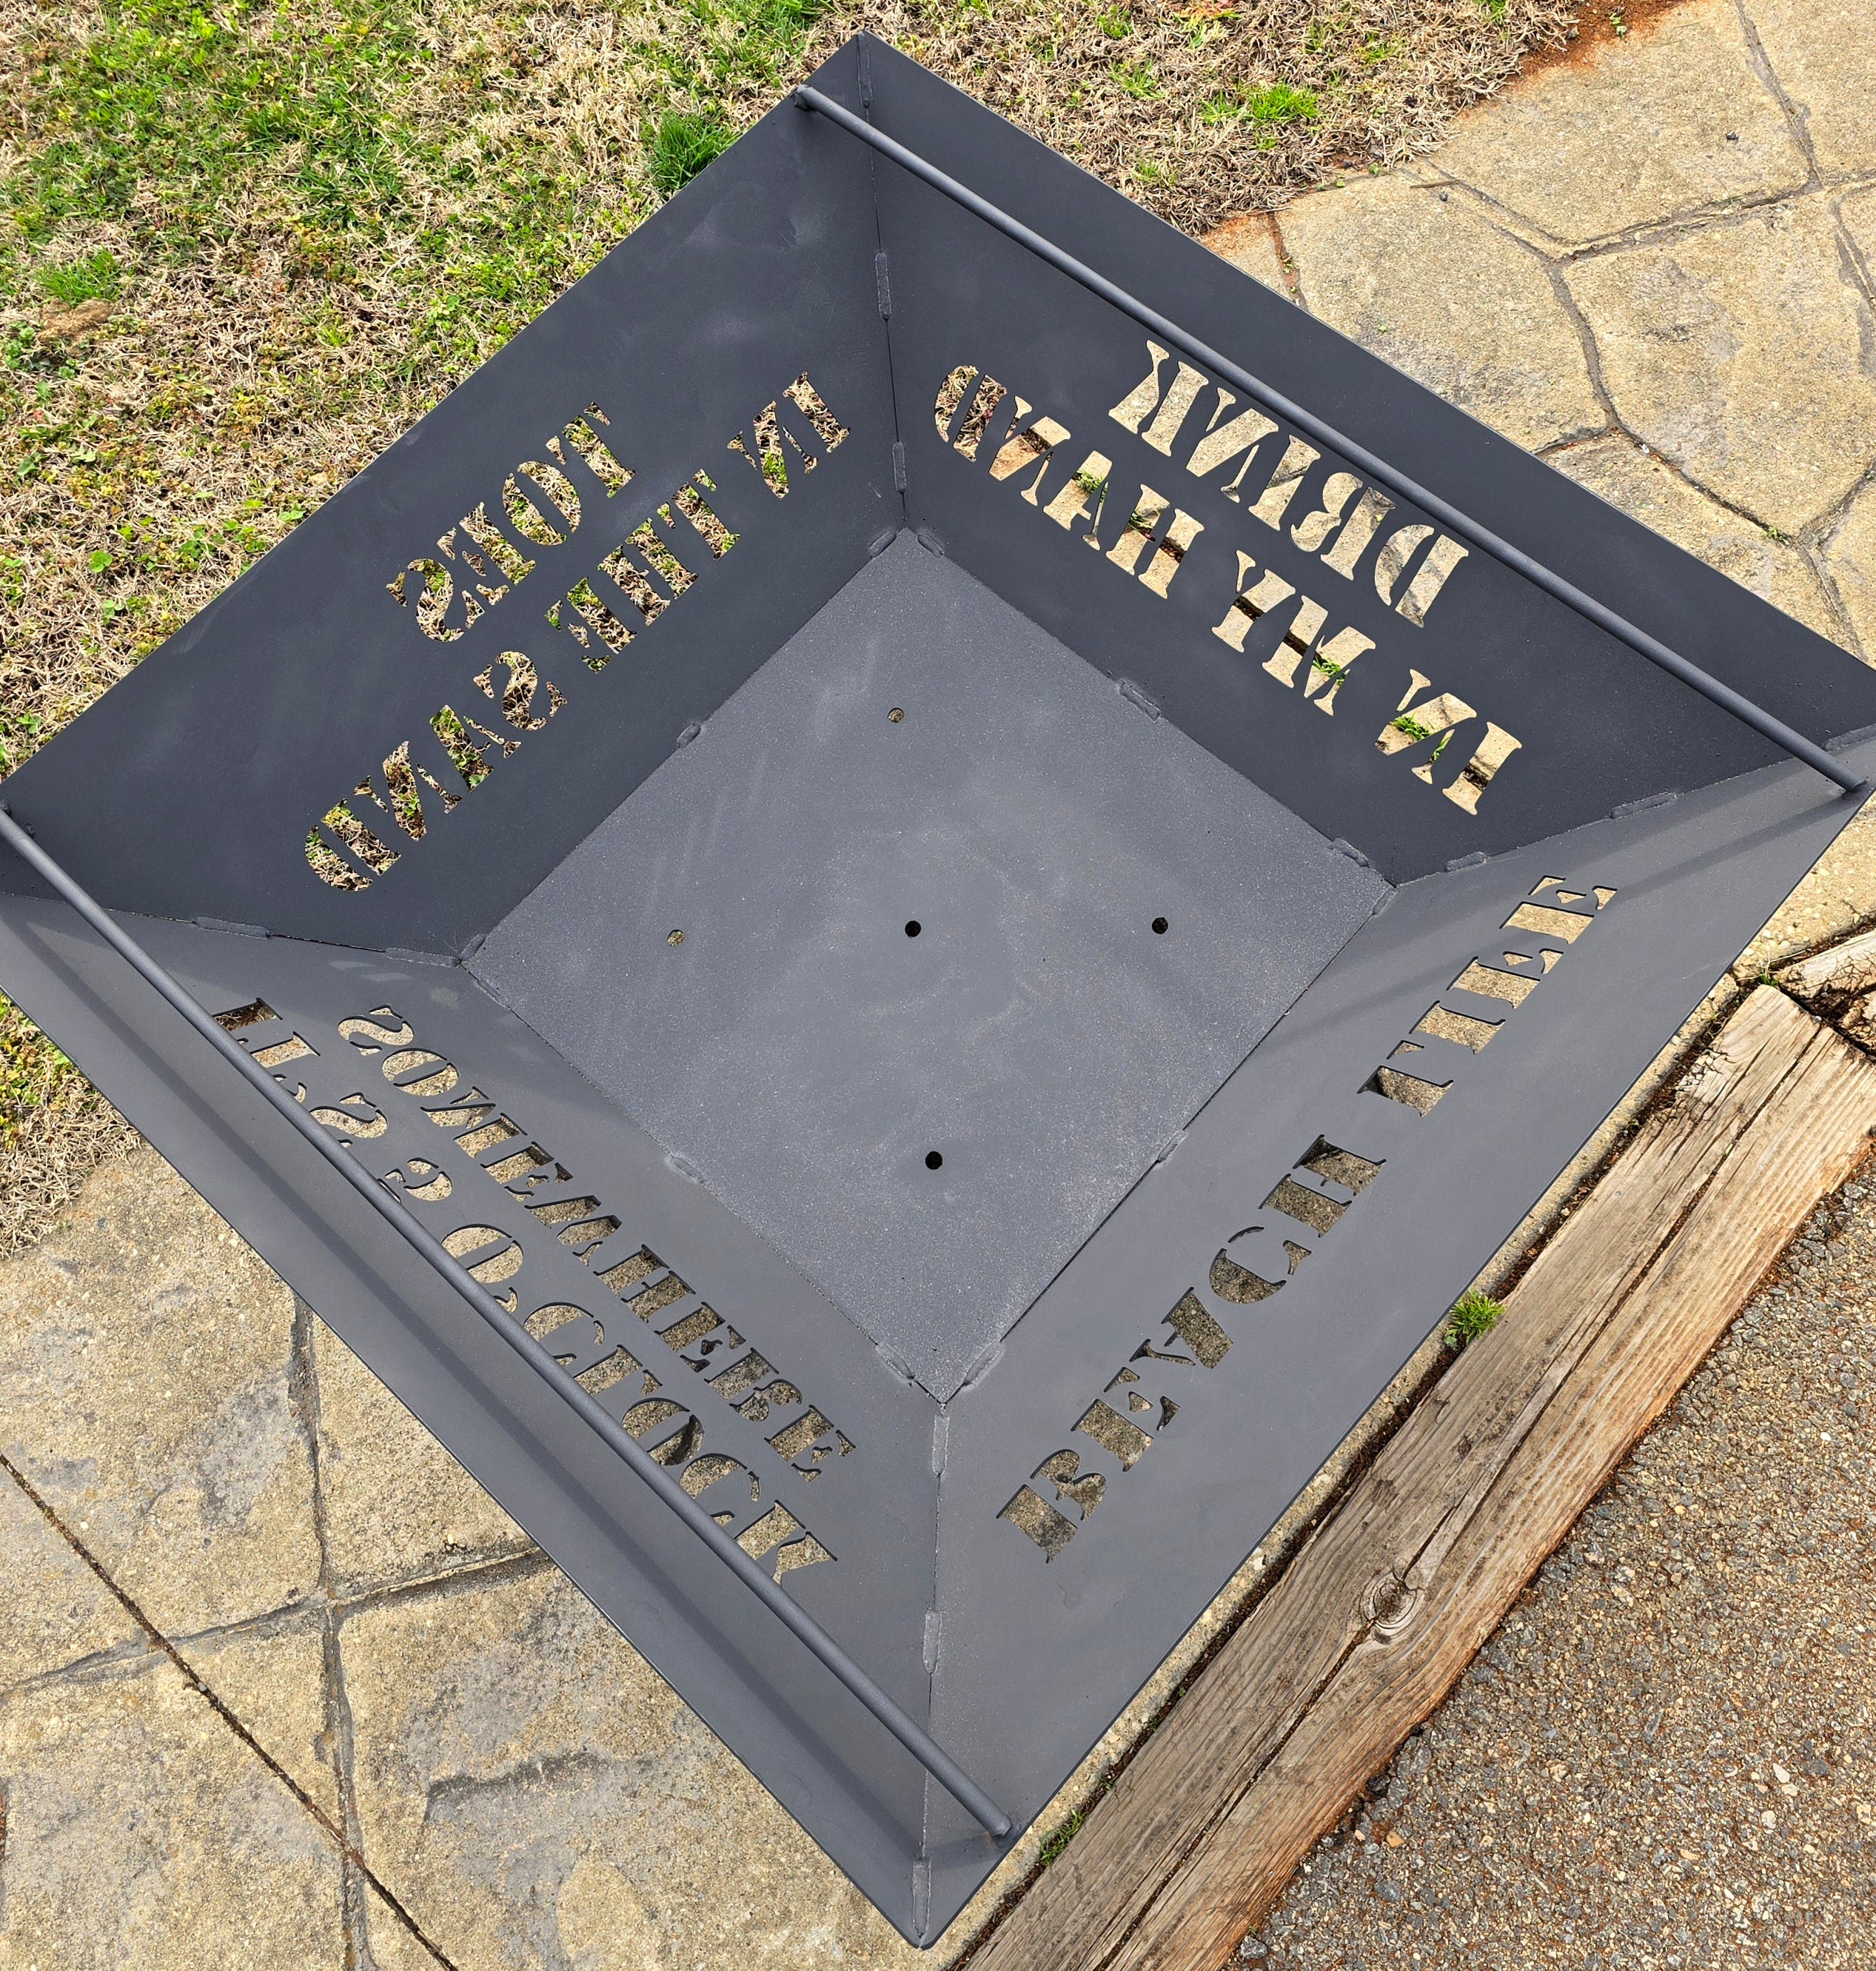 TOES
IN THE SAND
DRINK
IN MY HAND
IT'S 5 O'CLOCK
SOMEWHERE
BEACH LIFE